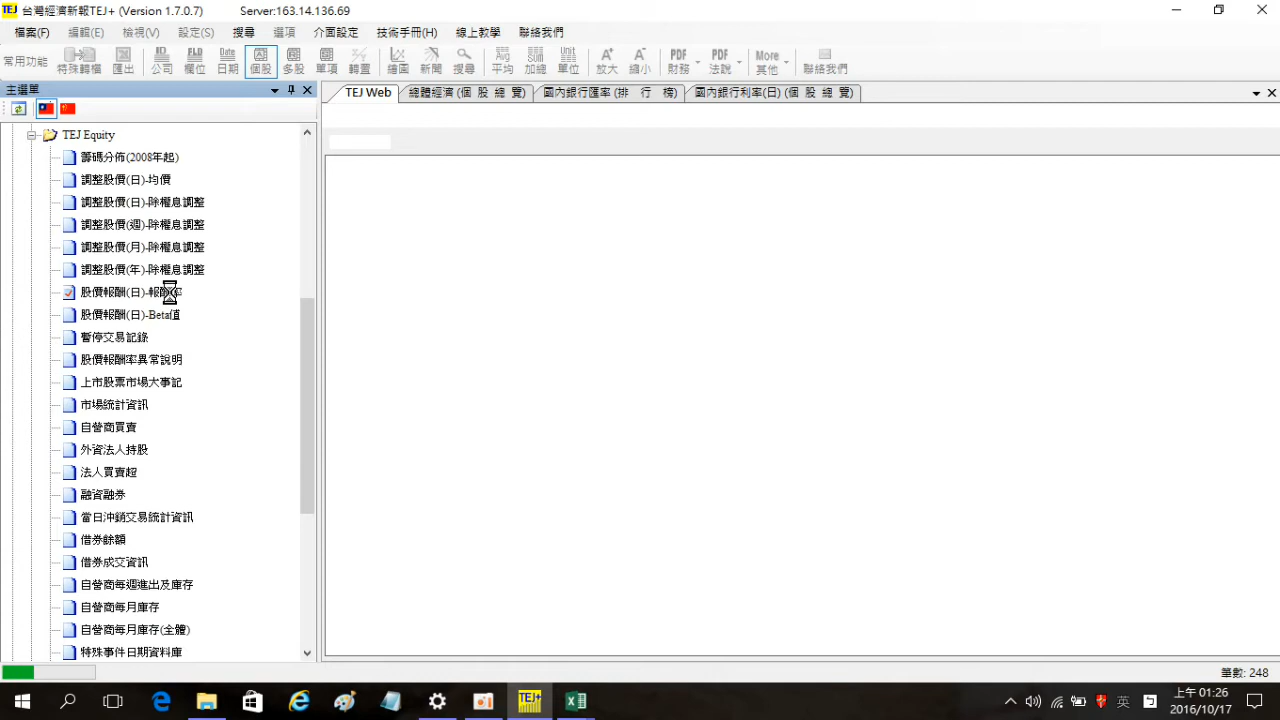 台灣經濟新報TEJ+ (Version 1.7.0.7) Server:163.14.136.69
檔案(F) 編輯(E) 檢視(V) 設定(S) 搜尋 選項 介面設定 技術手冊(H) 線上教學 聯絡我們
常用功能 特殊轉檔 匯出 ID 公司 FLD 欄位 Date 日期 個股 多股 單項 轉置 繪圖 新聞 搜尋 Avg 平均 Sum 加總 Unit 單位 A+ 放大 A- 縮小 PDF 財務 PDF 法說 More 其他 聯絡我們
主選單
TEJ Web 總體經濟 (個 股 總 覽) 國內銀行匯率 (排 行 榜) 國內銀行利率(日) (個 股 總 覽)
TEJ Equity
籌碼分佈(2008年起)
調整股價(日)-均價
調整股價(日)-除權息調整
調整股價(週)-除權息調整
調整股價(月)-除權息調整
調整股價(年)-除權息調整
股價報酬(日)-報酬率
股價報酬(日)-Beta值
暫停交易記錄
股價報酬率異常說明
上市股票市場大事記
市場統計資訊
自營商買賣
外資法人持股
法人買賣超
融資融券
當日沖銷交易統計資訊
借券餘額
借券成交資訊
自營商每週進出及庫存
自營商每月庫存
自營商每月庫存(全體)
特殊事件日期資料庫
筆數: 248
TEJ+ 英 上午 01:26
2016/10/17